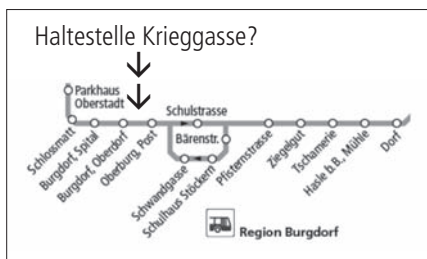 Haltestelle Krieggasse?
Parkhaus
Oberstadt
Schulstrasse
Bärenstr.
Schlossmatt
Burgdorf, Spital
Burgdorf, Oberdorf
Oberburg, Post
Schwandgasse
Schulhaus Stöckern
Pfisternstrasse
Ziegelgut
Tschamerie
Hasle b.B., Mühle
Dorf
Region Burgdorf